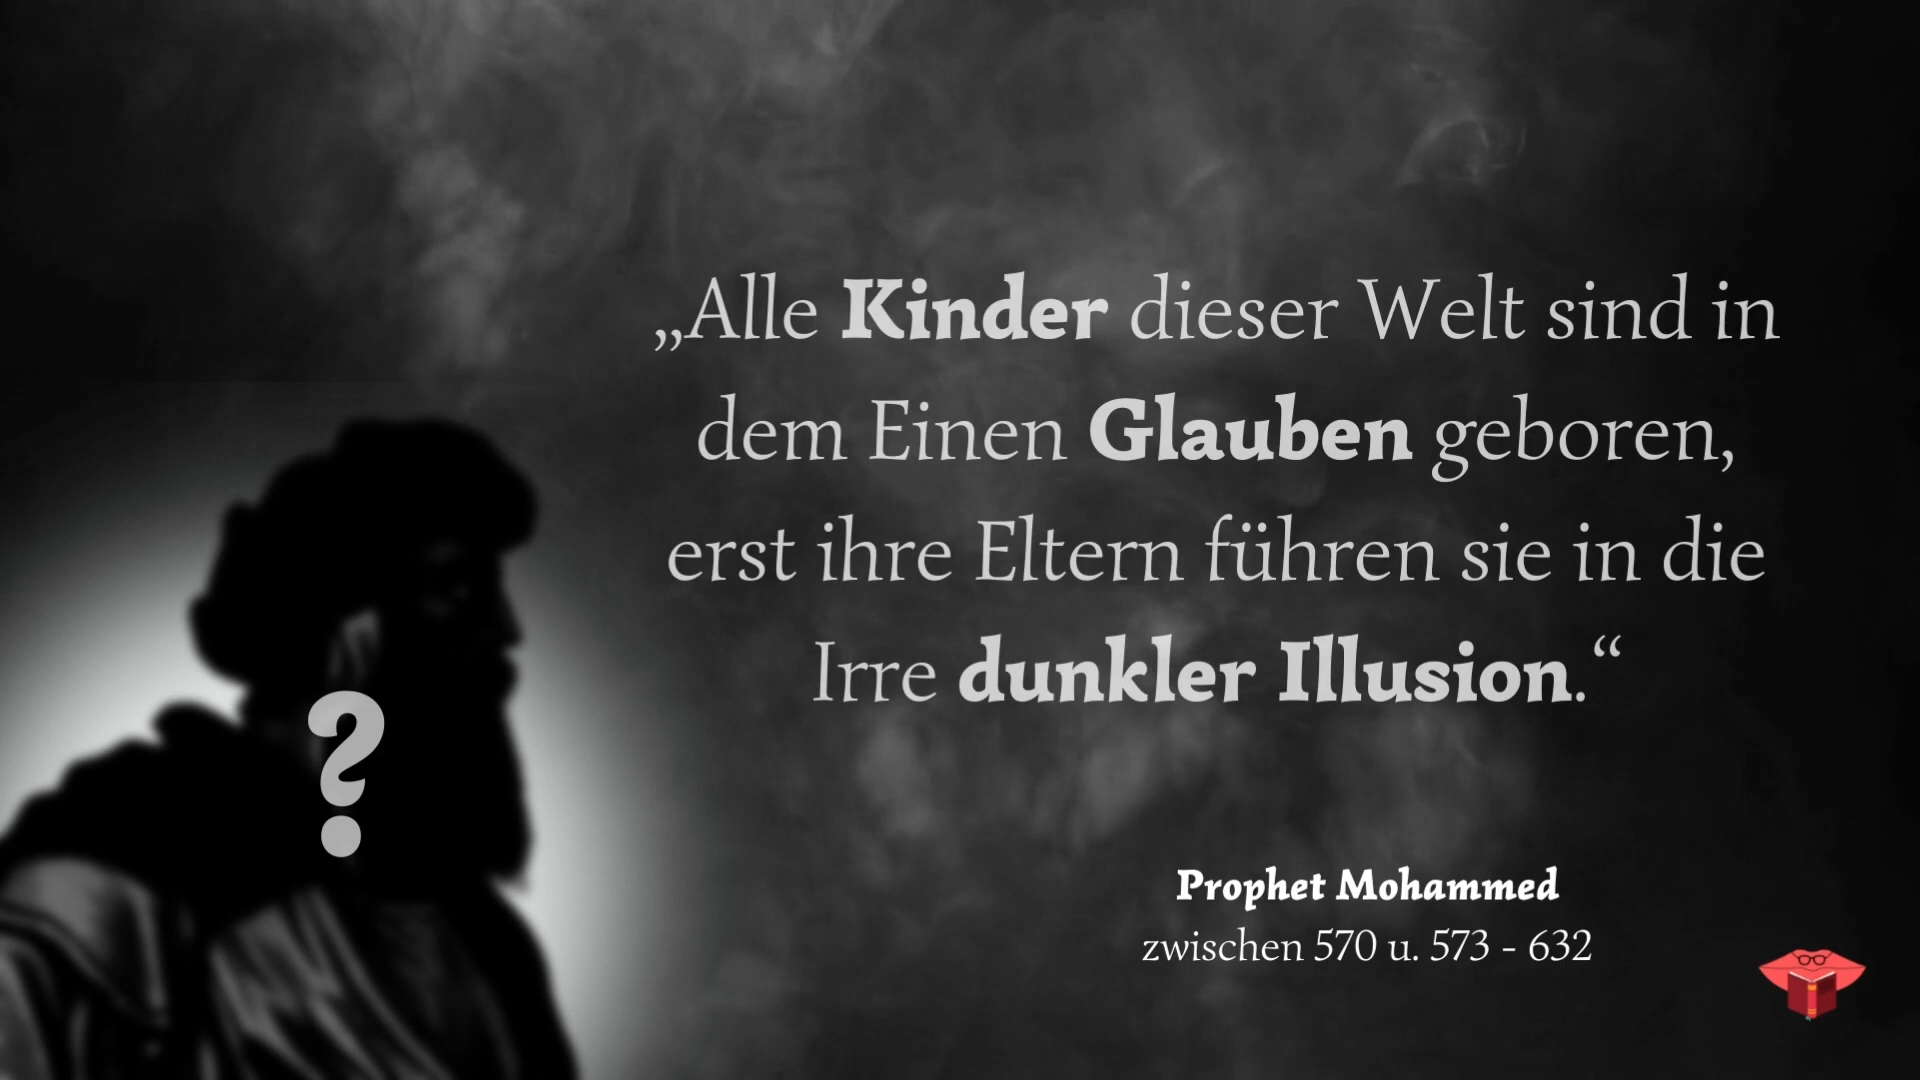 „Alle Kinder dieser Welt sind in
dem Einen Glauben geboren,
erst ihre Eltern führen sie in die
Irre dunkler Illusion.“
?
Prophet Mohammed
zwischen 570 u. 573 - 632